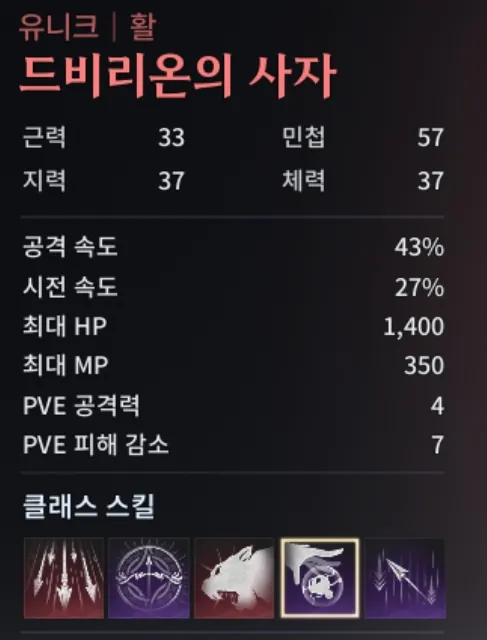 유니크 | 활
드비리온의 사자
근력 33 민첩 57
지력 37 체력 37
공격 속도 43%
시전 속도 27%
최대 HP 1,400
최대 MP 350
PVE 공격력 4
PVE 피해 감소 7
클래스 스킬